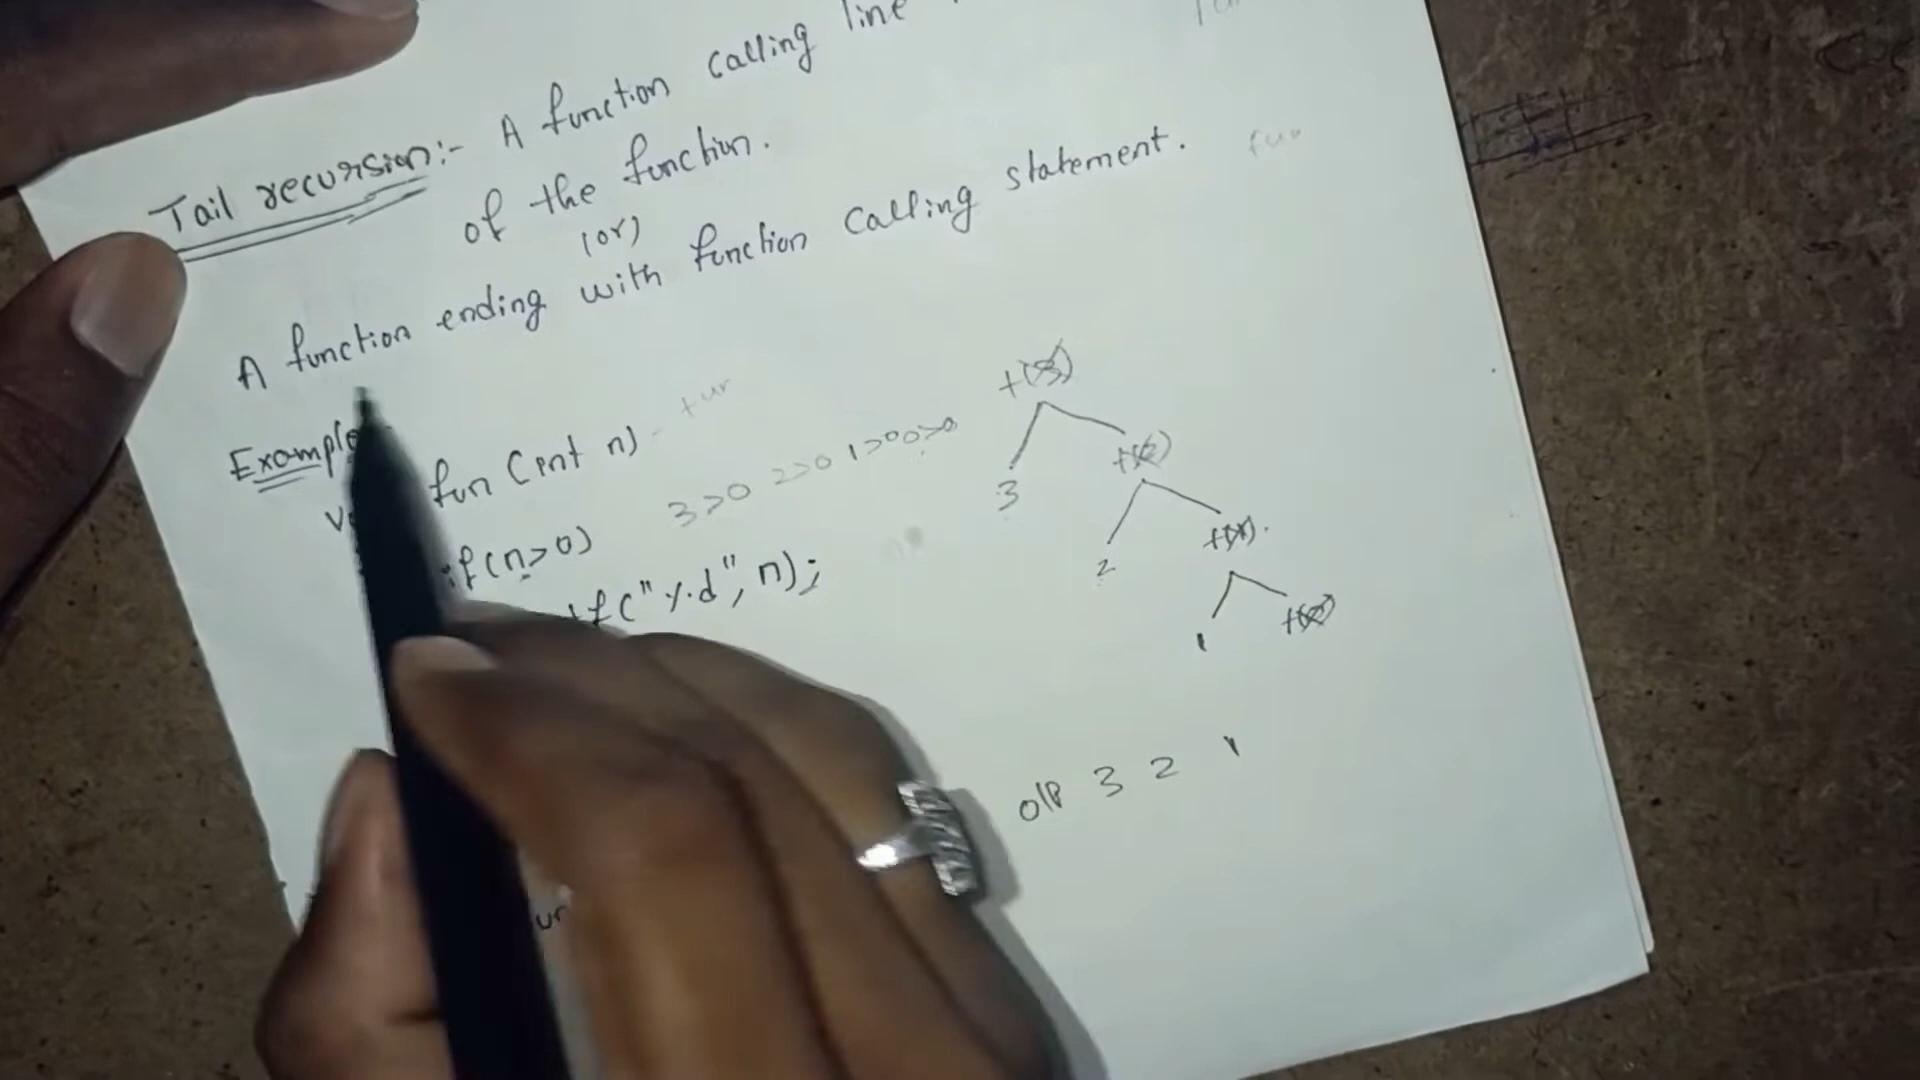 Tail recursion:- A function calling line
of the function.
(or)
A function ending with function calling statement.
Example
fun (int n)
if (n>0) 3>0 2>0 1>0 0>0
("%d", n);
f(3)
3 f(2)
2 f(1)
1 f(0)
o/p 3 2 1